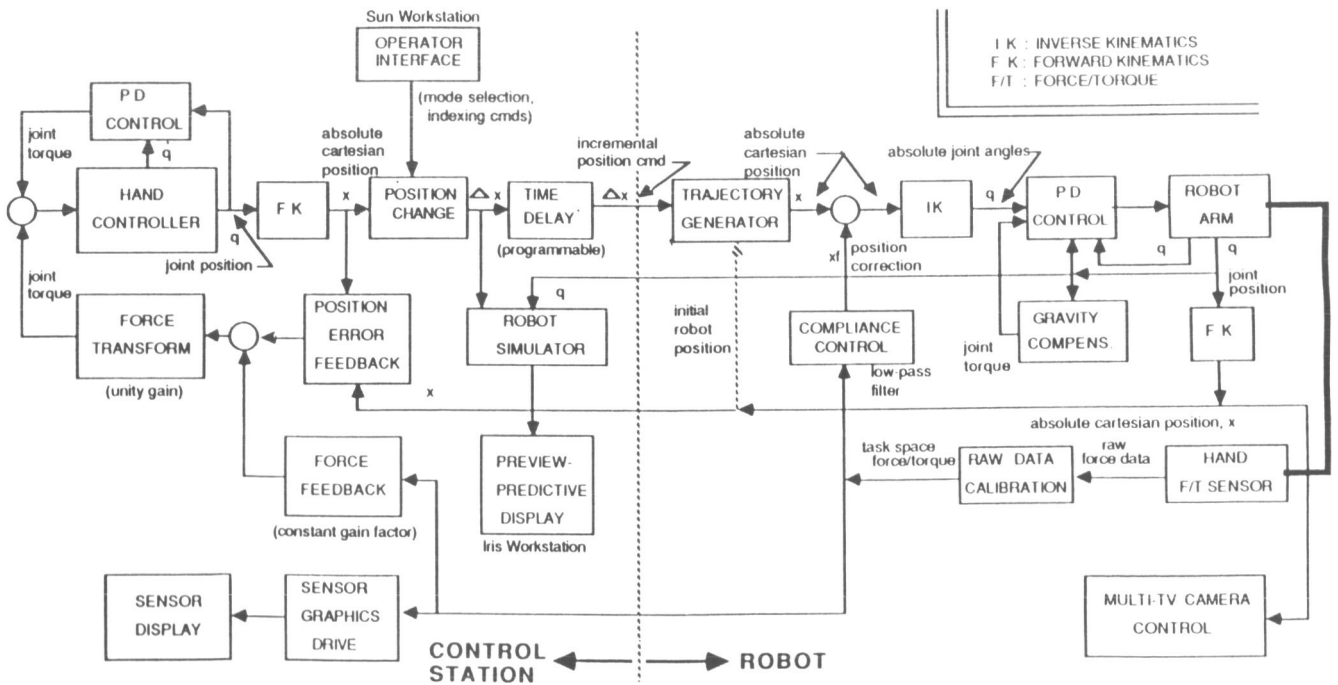 Sun Workstation
OPERATOR
INTERFACE
(mode selection,
indexing cmds)
I K : INVERSE KINEMATICS
F K : FORWARD KINEMATICS
F/T : FORCE/TORQUE
P D
CONTROL
joint
torque
q̇
HAND
CONTROLLER
q
joint position
F K
absolute
cartesian
position
x
POSITION
CHANGE
Δ x
TIME
DELAY
(programmable)
Δx
incremental
position cmd
TRAJECTORY
GENERATOR
x
absolute
cartesian
position
IK
q
absolute joint angles
P D
CONTROL
ROBOT
ARM
q
q
joint
position
joint
torque
FORCE
TRANSFORM
(unity gain)
POSITION
ERROR
FEEDBACK
x
q
ROBOT
SIMULATOR
initial
robot
position
xf
position
correction
COMPLIANCE
CONTROL
low-pass
filter
joint
torque
GRAVITY
COMPENS.
F K
absolute cartesian position, x
FORCE
FEEDBACK
(constant gain factor)
PREVIEW-
PREDICTIVE
DISPLAY
Iris Workstation
task space
force/torque
RAW DATA
CALIBRATION
raw
force data
HAND
F/T SENSOR
SENSOR
DISPLAY
SENSOR
GRAPHICS
DRIVE
CONTROL
STATION
ROBOT
MULTI-TV CAMERA
CONTROL